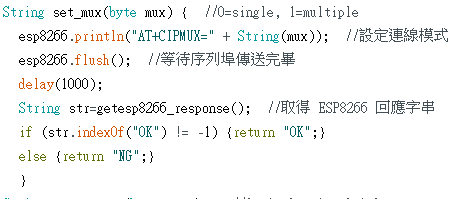 String set_mux(byte mux) {  //0=single, 1=multiple
  esp8266.println("AT+CIPMUX=" + String(mux));  //設定連線模式
  esp8266.flush();  //等待序列埠傳送完畢
  delay(1000);
  String str=getesp8266_response();  //取得 ESP8266 回應字串
  if (str.indexOf("OK") != -1) {return "OK";}
  else {return "NG";}
  }